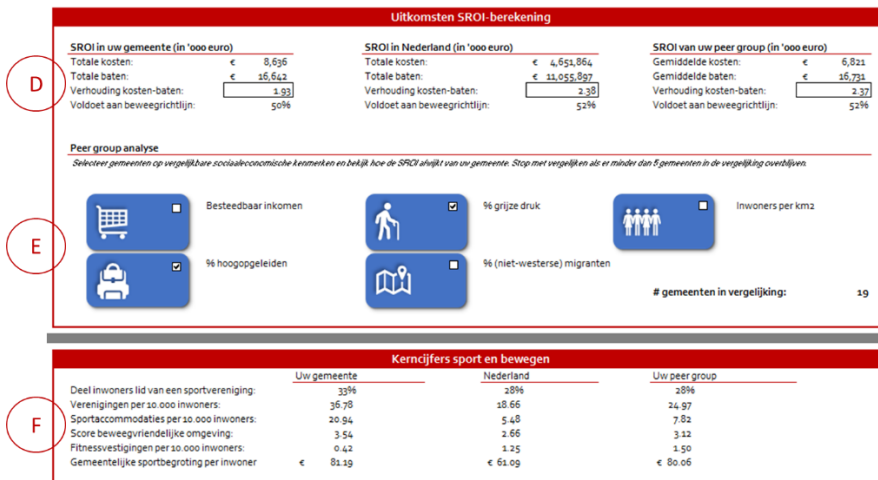 Uitkomsten SROI-berekening
SROI in uw gemeente (in '000 euro)
Totale kosten: € 8,636
Totale baten: € 16,642
Verhouding kosten-baten: 1.93
Voldoet aan beweegrichtlijn: 50%
SROI in Nederland (in '000 euro)
Totale kosten: € 4,651,864
Totale baten: € 11,055,897
Verhouding kosten-baten: 2.38
Voldoet aan beweegrichtlijn: 52%
SROI van uw peer group (in '000 euro)
Gemiddelde kosten: € 6,821
Gemiddelde baten: € 16,731
Verhouding kosten-baten: 2.37
Voldoet aan beweegrichtlijn: 52%
D
Peer group analyse
Selecteer gemeenten op vergelijkbare sociaaleconomische kenmerken en bekijk hoe de SROI afwijkt van uw gemeente. Stop met vergelijken als er minder dan 5 gemeenten in de vergelijking overblijven.
E
Besteedbaar inkomen
% grijze druk
Inwoners per km2
% hoogopgeleiden
% (niet-westerse) migranten
# gemeenten in vergelijking: 19
Kerncijfers sport en bewegen
Uw gemeente Nederland Uw peer group
F
Deel inwoners lid van een sportvereniging: 33% 28% 28%
Verenigingen per 10.000 inwoners: 36.78 18.66 24.97
Sportaccommodaties per 10.000 inwoners: 20.94 5.48 7.82
Score beweegvriendelijke omgeving: 3.54 2.66 3.12
Fitnessvestigingen per 10.000 inwoners: 0.42 1.25 1.50
Gemeentelijke sportbegroting per inwoner € 81.19 € 61.09 € 80.06